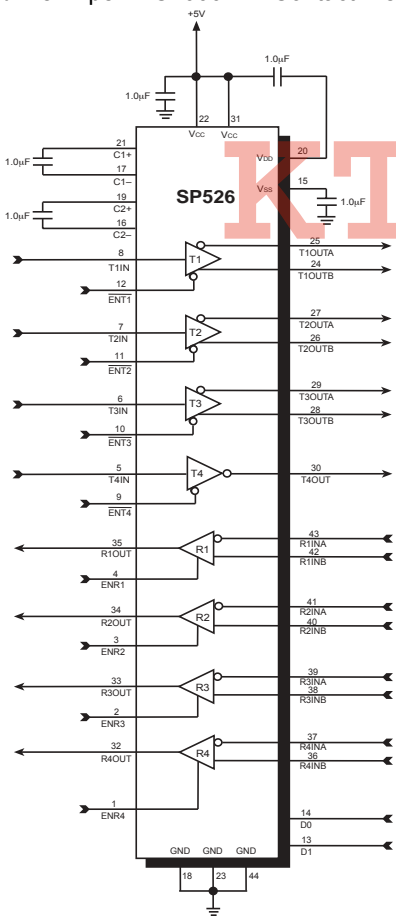 +5V
1.0µF
1.0µF
22
31
VCC
VCC
21
C1+
1.0µF
17
C1–
19
C2+
1.0µF
16
C2–
20
VDD
15
VSS
1.0µF
SP526
KT
8
T1IN
T1
25
T1OUTA
24
T1OUTB
12
ENT1
7
T2IN
T2
27
T2OUTA
26
T2OUTB
11
ENT2
6
T3IN
T3
29
T3OUTA
28
T3OUTB
10
ENT3
5
T4IN
T4
30
T4OUT
9
ENT4
35
R1OUT
R1
43
R1INA
42
R1INB
4
ENR1
34
R2OUT
R2
41
R2INA
40
R2INB
3
ENR2
33
R3OUT
R3
39
R3INA
38
R3INB
2
ENR3
32
R4OUT
R4
37
R4INA
36
R4INB
1
ENR4
14
D0
13
D1
GND GND GND
18 23 44